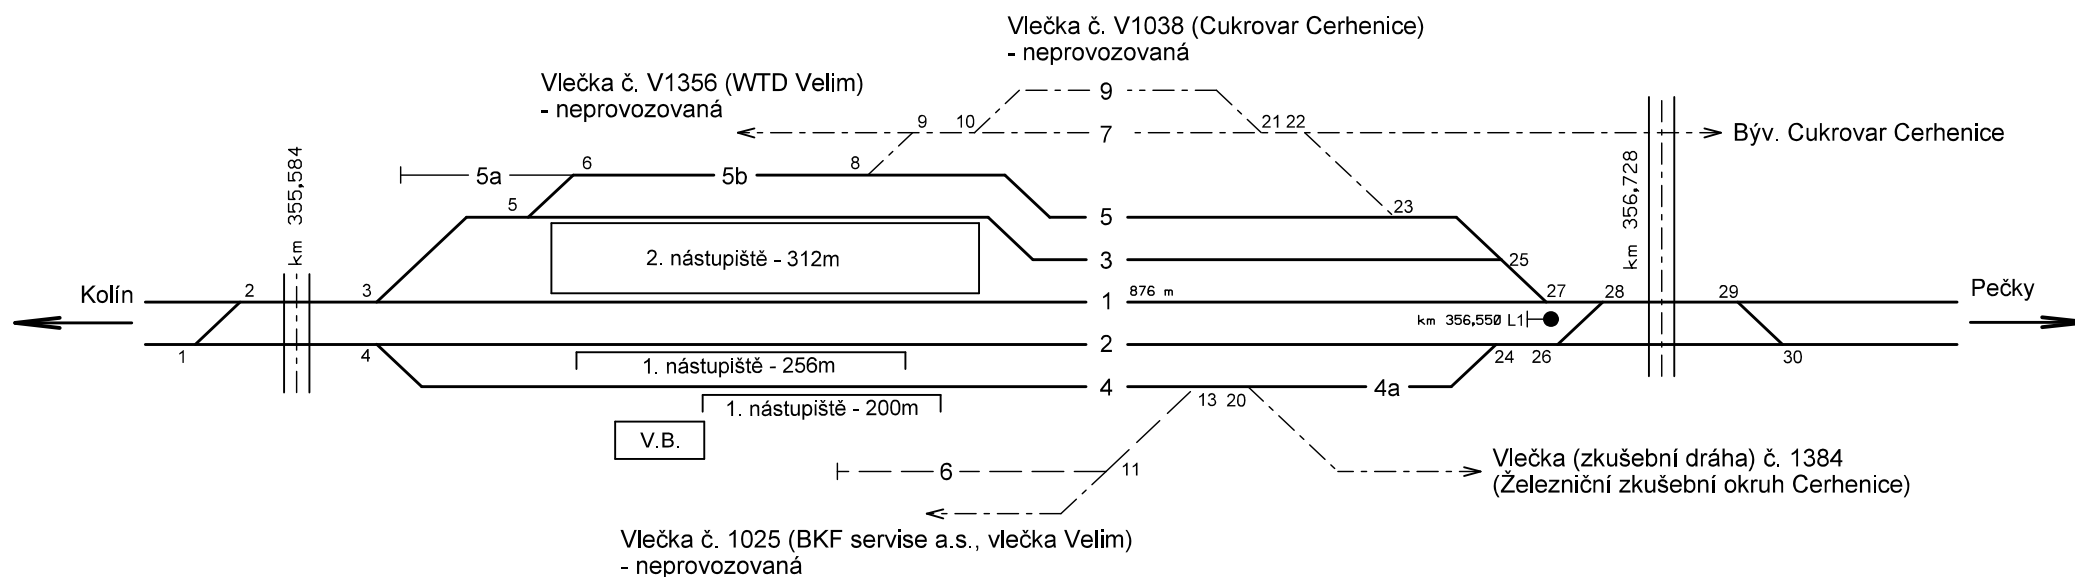 Vlečka č. V1038 (Cukrovar Cerhenice)
- neprovozovaná
Vlečka č. V1356 (WTD Velim)
- neprovozovaná
9
9 10 7 21 22
Býv. Cukrovar Cerhenice
km 355,584
km 356,728
5a 6 5b 8
5 5 23
2. nástupiště - 312m
3 25
Kolín
2 3 1 876 m 27 28 29
Pečky
km 356,550 L1
1 4 2 24 26 30
1. nástupiště - 256m
4 13 20 4a
1. nástupiště - 200m
V.B.
6 11
Vlečka (zkušební dráha) č. 1384
(Železniční zkušební okruh Cerhenice)
Vlečka č. 1025 (BKF servise a.s., vlečka Velim)
- neprovozovaná